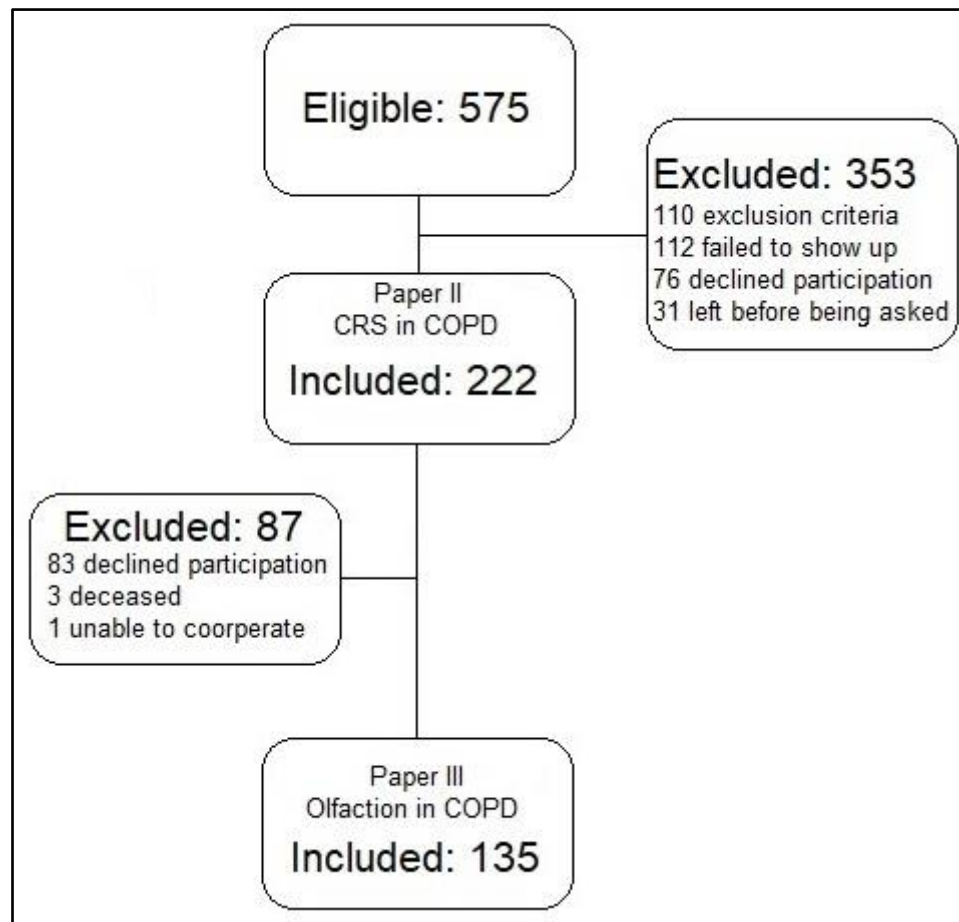 Eligible: 575
Excluded: 353
110 exclusion criteria
112 failed to show up
76 declined participation
31 left before being asked
Paper II
CRS in COPD
Included: 222
Excluded: 87
83 declined participation
3 deceased
1 unable to coorperate
Paper III
Olfaction in COPD
Included: 135